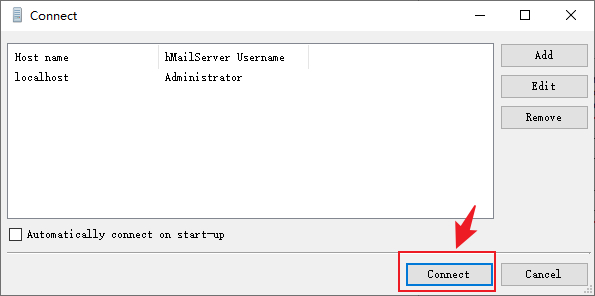 Connect
Host name hMailServer Username
localhost Administrator
Add
Edit
Remove
Automatically connect on start-up
Connect Cancel